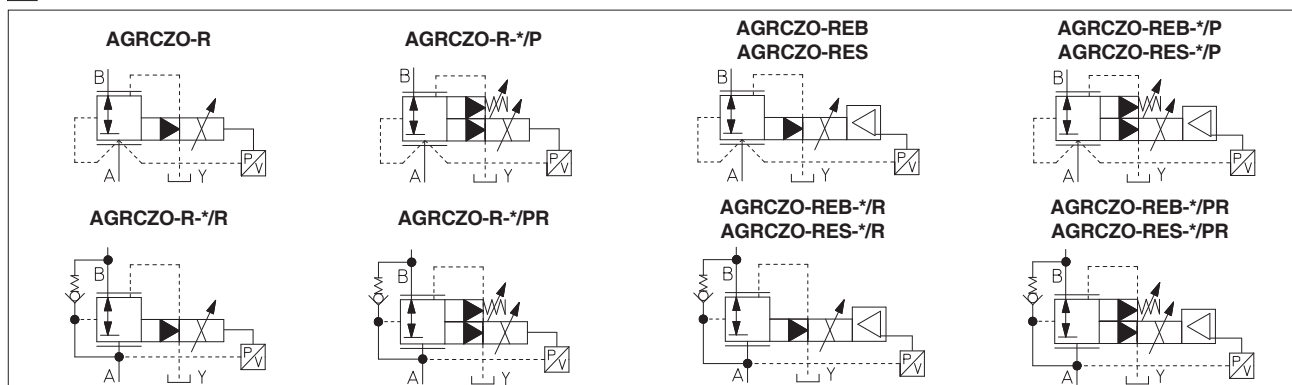 AGRCZO-R
AGRCZO-R-*/P
AGRCZO-REB
AGRCZO-RES
AGRCZO-REB-*/P
AGRCZO-RES-*/P
B
A
Y
P/V
B
A
Y
P/V
B
A
Y
P/V
B
A
Y
P/V
AGRCZO-R-*/R
AGRCZO-R-*/PR
AGRCZO-REB-*/R
AGRCZO-RES-*/R
AGRCZO-REB-*/PR
AGRCZO-RES-*/PR
B
A
Y
P/V
B
A
Y
P/V
B
A
Y
P/V
B
A
Y
P/V